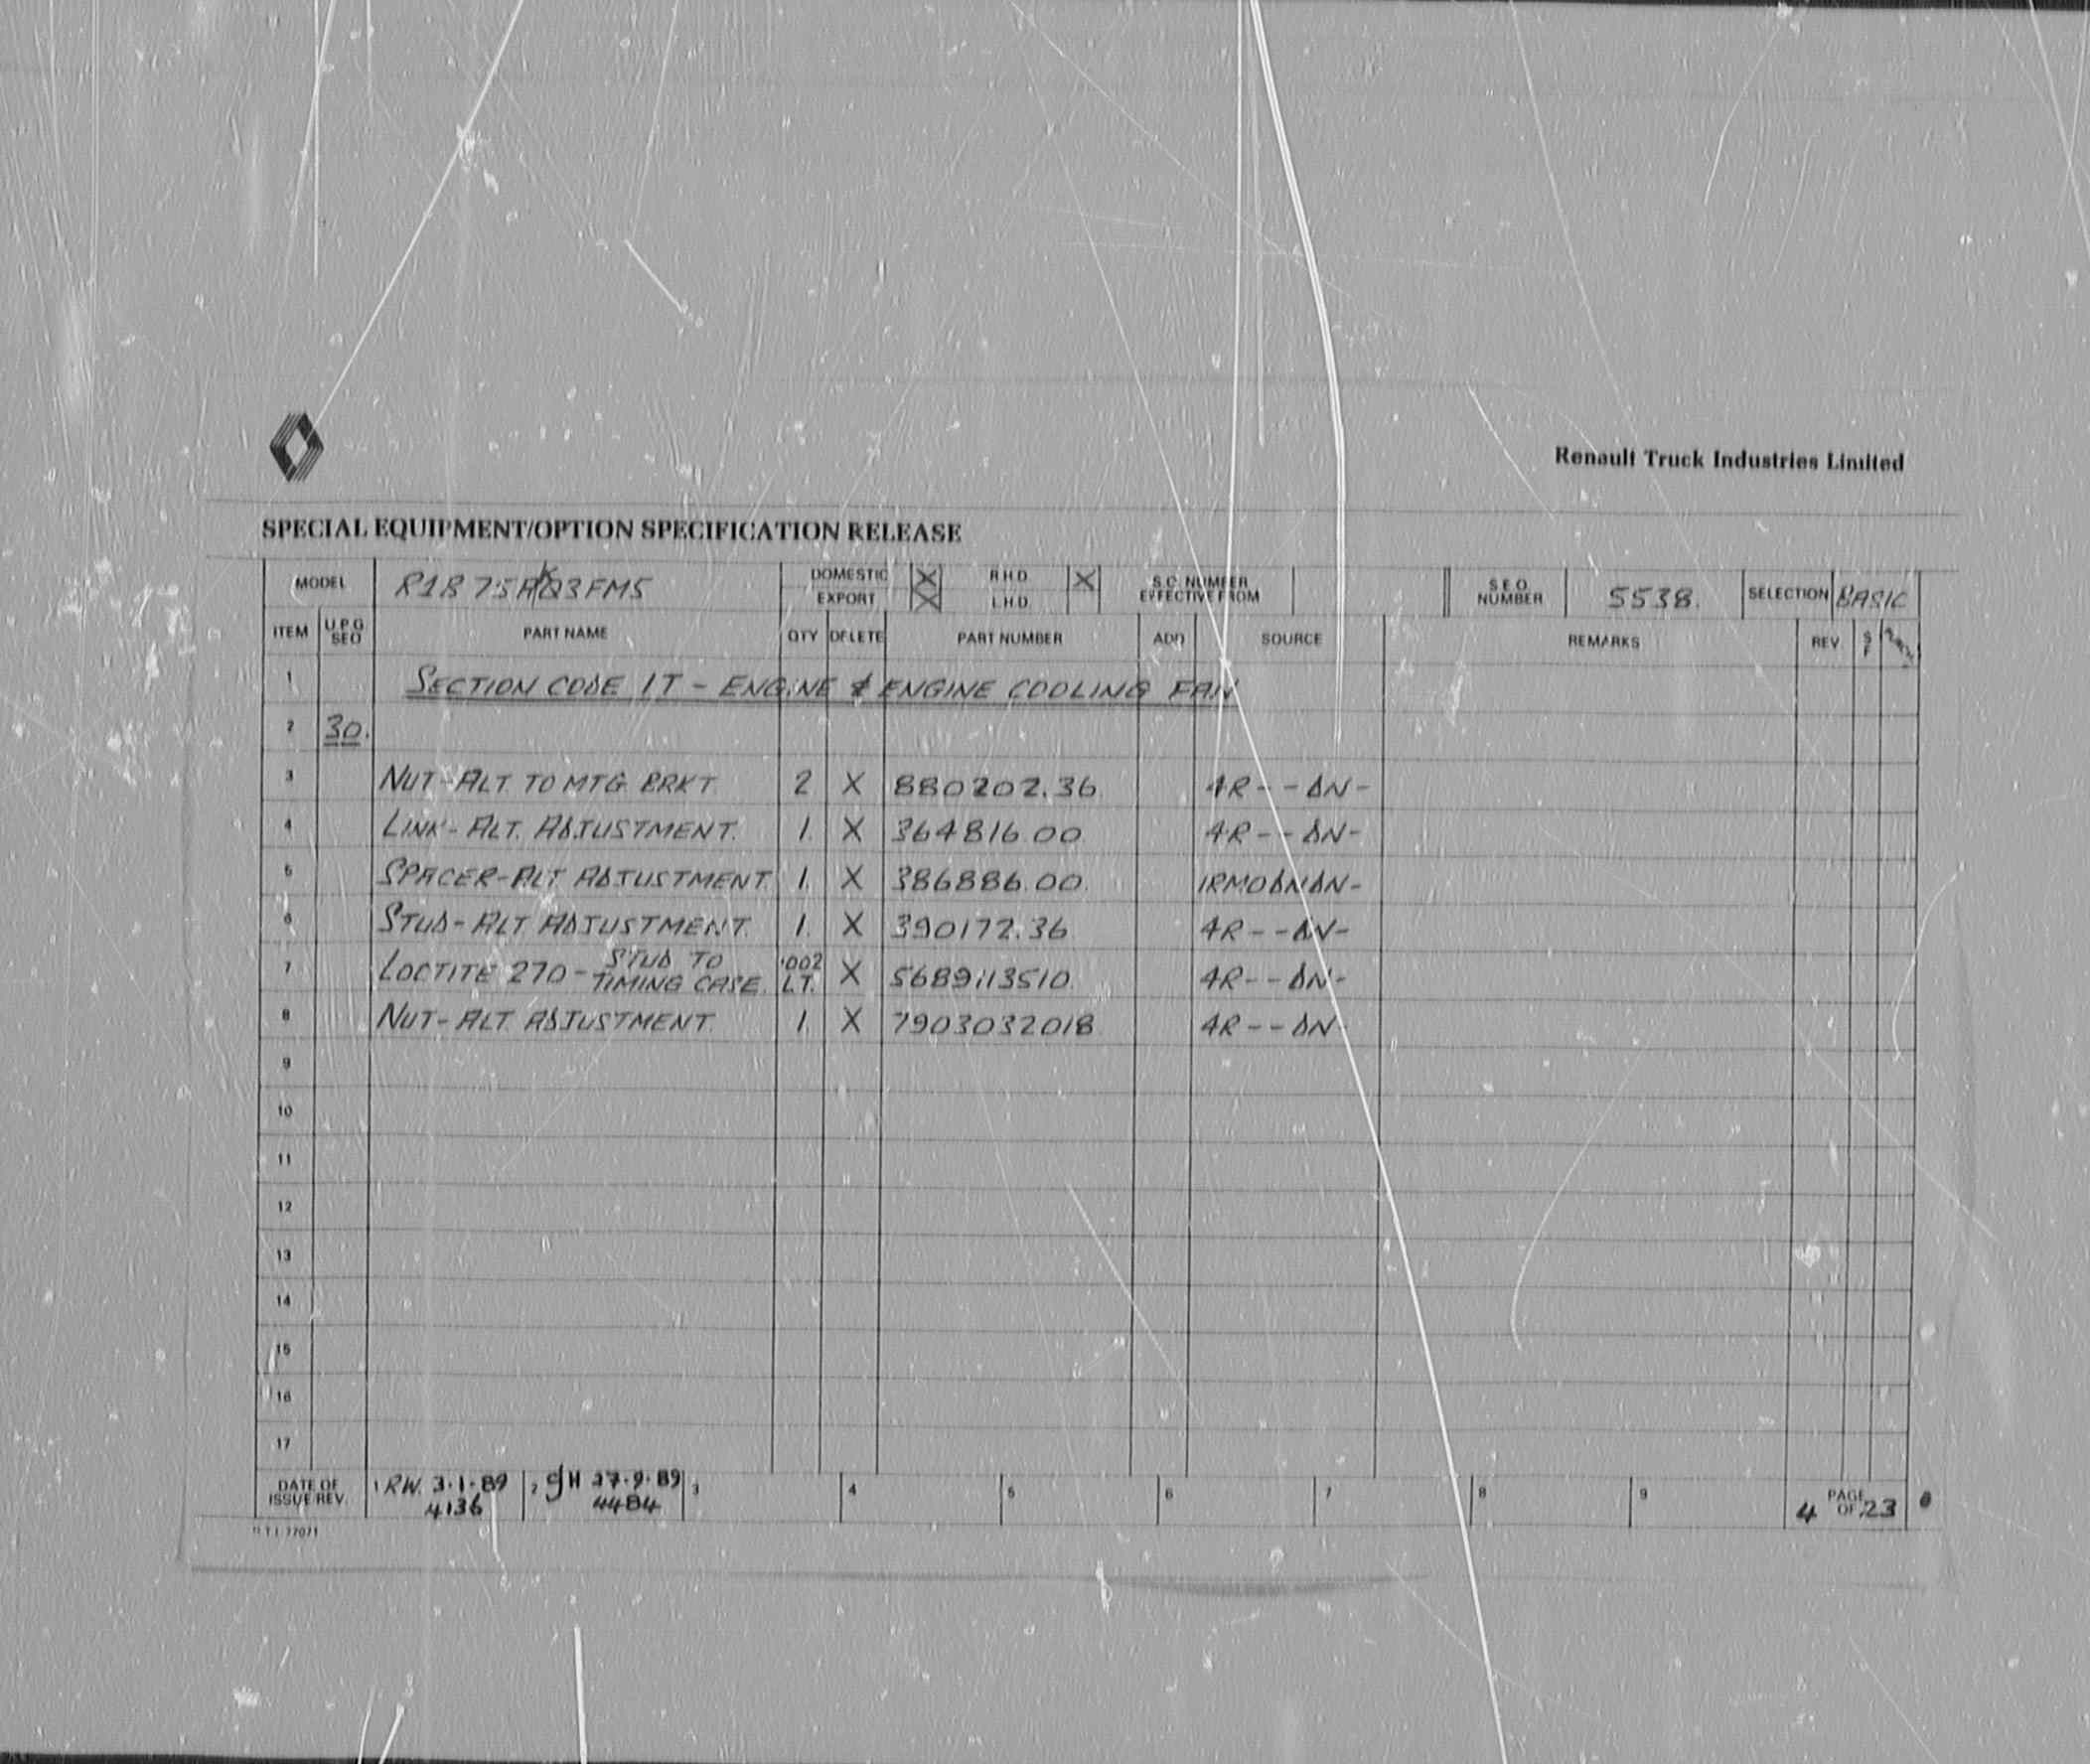 Renault Truck Industries Limited
SPECIAL EQUIPMENT/OPTION SPECIFICATION RELEASE
MODEL DOMESTIC X R.H.D. X S.C. NUMBER S.E.O. 5538. SELECTION BASIC
EXPORT X L.H.D. EFFECTIVE FROM NUMBER
ITEM U.P.G SEQ PART NAME QTY DELETE PART NUMBER ADD SOURCE REMARKS REV S F
1 SECTION CODE 1T - ENGINE & ENGINE COOLING FAN
2 30.
3 NUT-ALT TO MTG. BRKT. 2 X 880202.36. 4R---DN-
4 LINK-ALT. ADJUSTMENT. 1. X 364816.00. 4R---DN-
5 SPACER-ALT ADJUSTMENT. 1. X 386886.00. 1RMODNDN-
6 STUD-ALT ADJUSTMENT. 1. X 390172.36. 4R---DN-
7 LOCTITE 270 - STUD TO TIMING CASE. .002 LT. X 5689113510. 4R---DN-
8 NUT-ALT. ADJUSTMENT. 1. X 7903032018. 4R---DN-
9
10
11
12
13
14
15
16
17
DATE OF ISSUE/REV. 1 RW. 3.1.89 2 GH 27.9.89 3 4 5 6 7 8 9 4 PAGE OF 23
4136 4484
R.T.I. 77071